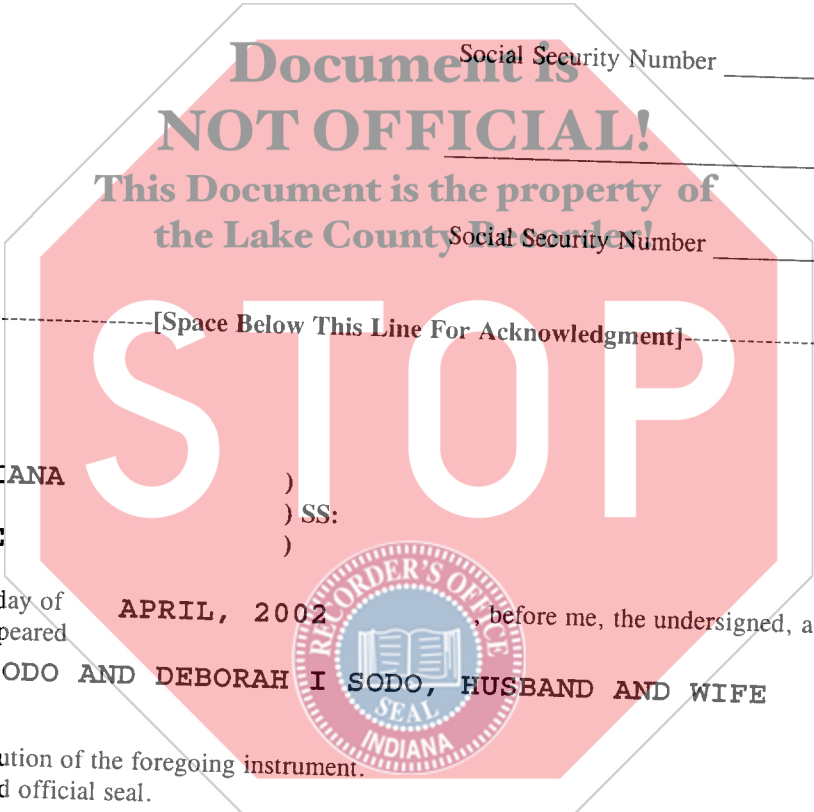 Document is
Social Security Number
NOT OFFICIAL!
This Document is the property of
the Lake County Recorder!
Social Security Number
[Space Below This Line For Acknowledgment]
STOP
IANA )
) SS:
)
day of APRIL, 2002 , before me, the undersigned, a
peared
ODO AND DEBORAH I SODO, HUSBAND AND WIFE
RECORDER'S OFFICE
SEAL
INDIANA
ution of the foregoing instrument.
d official seal.